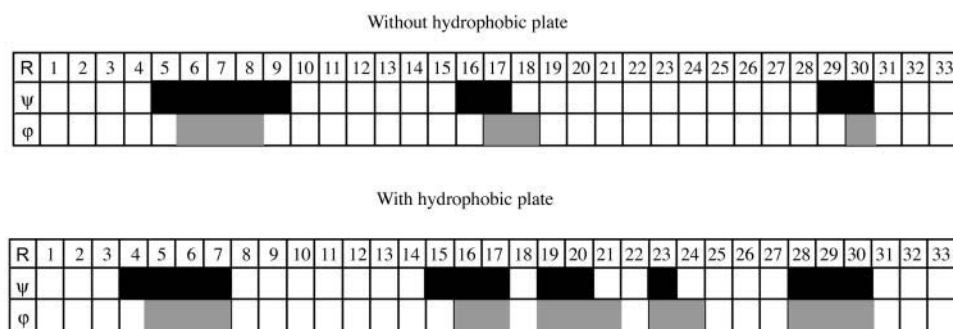 Without hydrophobic plate
R 1 2 3 4 5 6 7 8 9 10 11 12 13 14 15 16 17 18 19 20 21 22 23 24 25 26 27 28 29 30 31 32 33
ψ
φ
With hydrophobic plate
R 1 2 3 4 5 6 7 8 9 10 11 12 13 14 15 16 17 18 19 20 21 22 23 24 25 26 27 28 29 30 31 32 33
ψ
φ